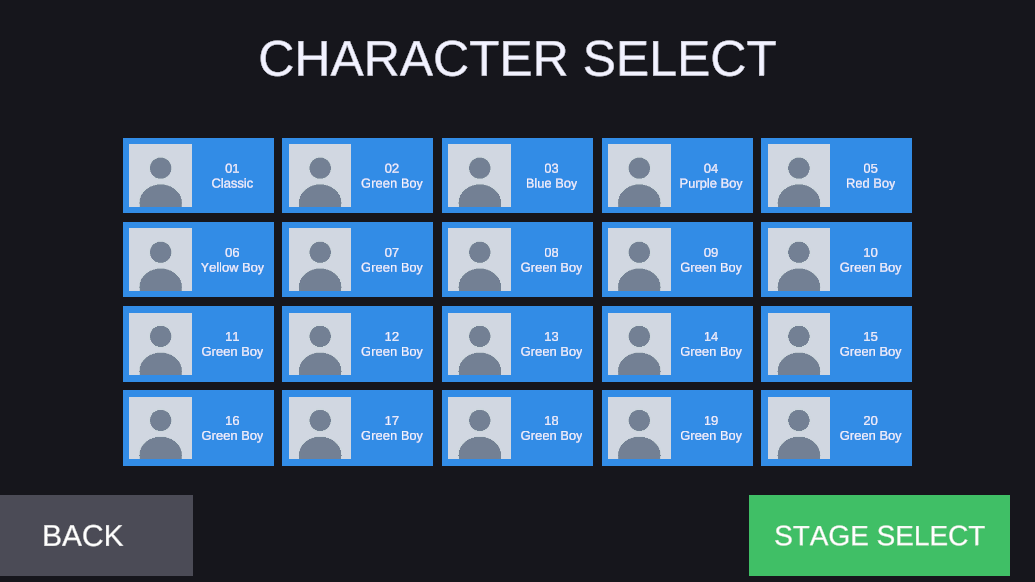 CHARACTER SELECT
01
Classic
02
Green Boy
03
Blue Boy
04
Purple Boy
05
Red Boy
06
Yellow Boy
07
Green Boy
08
Green Boy
09
Green Boy
10
Green Boy
11
Green Boy
12
Green Boy
13
Green Boy
14
Green Boy
15
Green Boy
16
Green Boy
17
Green Boy
18
Green Boy
19
Green Boy
20
Green Boy
BACK
STAGE SELECT